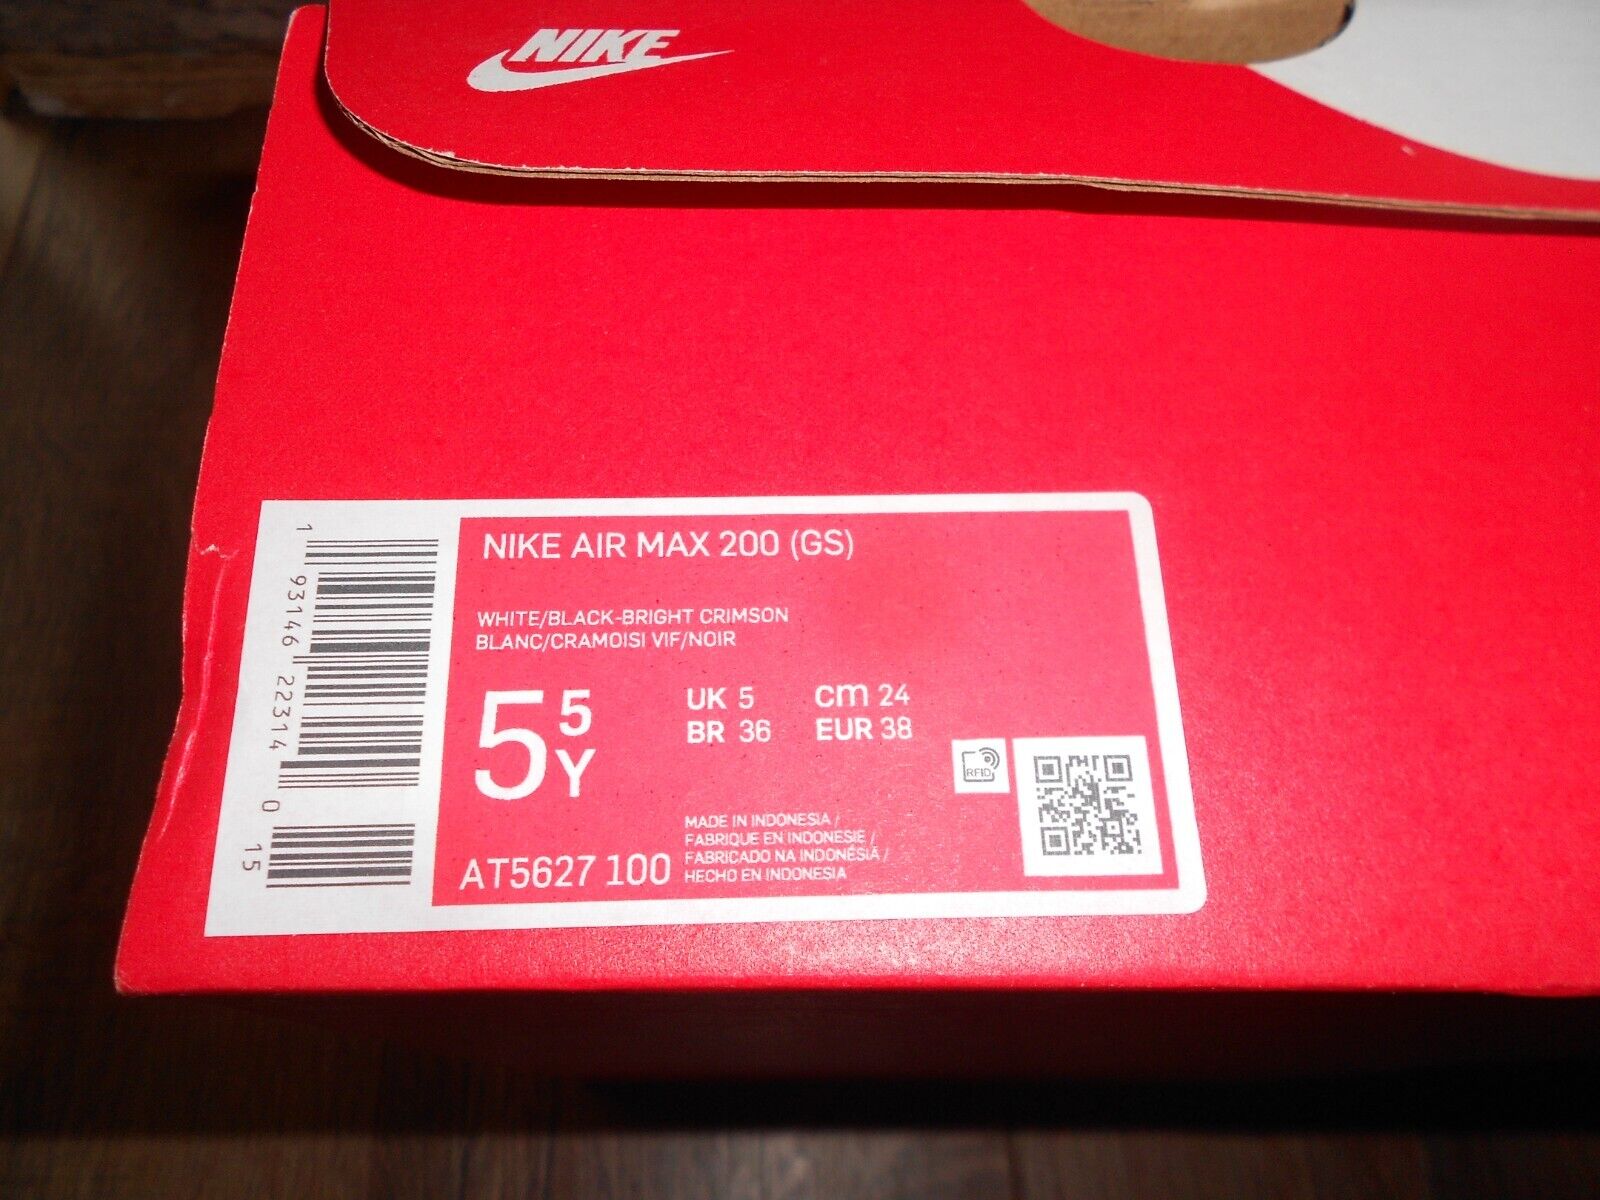 NIKE
NIKE AIR MAX 200 (GS)
WHITE/BLACK-BRIGHT CRIMSON
BLANC/CRAMOISI VIF/NOIR
5 5 Y
UK 5 cm 24
BR 36 EUR 38
RFID
MADE IN INDONESIA /
FABRIQUE EN INDONESIE /
FABRICADO NA INDONÉSIA /
HECHO EN INDONESIA
AT5627 100
1 93146 22314 0 15